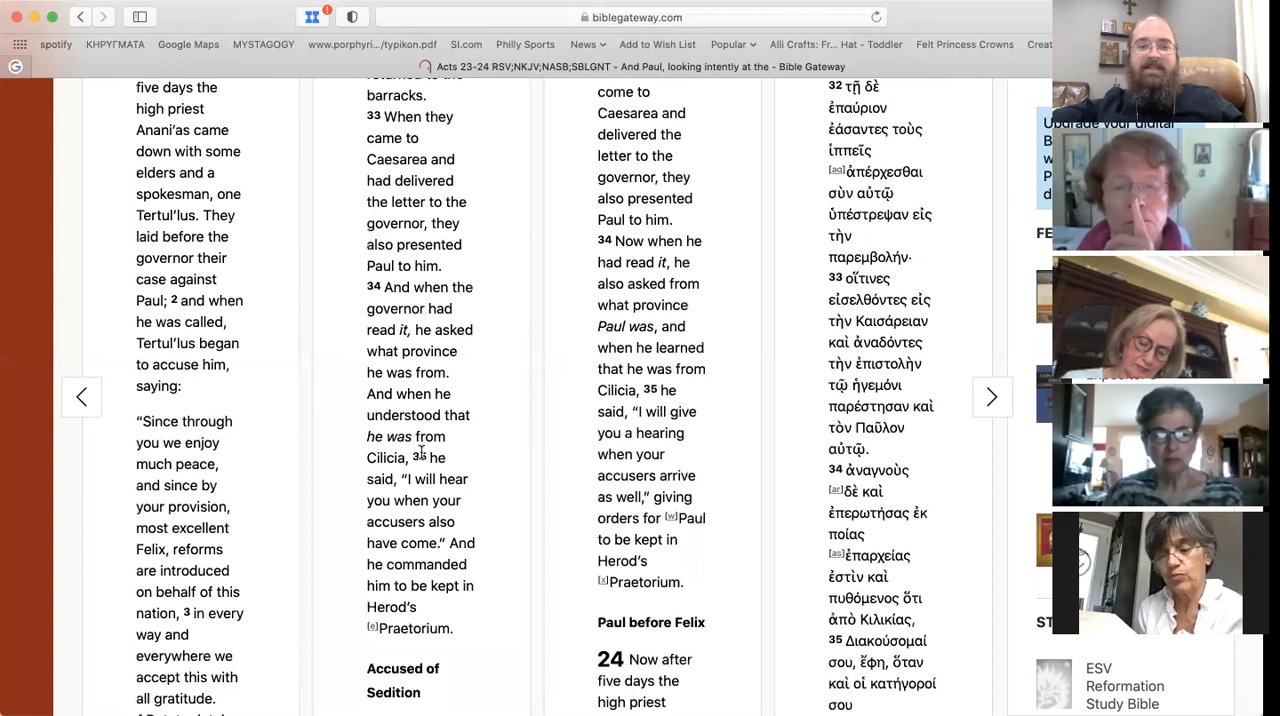 biblegateway.com
spotify
ΚΗΡΥΓΜΑΤΑ
Google Maps
MYSTAGOGY
www.porphyri.../typikon.pdf
SI.com
Philly Sports
News
Add to Wish List
Popular
Alli Crafts: Fr... Hat - Toddler
Felt Princess Crowns
Creat
G
Acts 23-24 RSV;NKJV;NASB;SBLGNT - And Paul, looking intently at the - Bible Gateway
five days the
high priest
Anani'as came
down with some
elders and a
spokesman, one
Tertul'lus. They
laid before the
governor their
case against
Paul; 2 and when
he was called,
Tertul'lus began
to accuse him,
saying:
“Since through
you we enjoy
much peace,
and since by
your provision,
most excellent
Felix, reforms
are introduced
on behalf of this
nation, 3 in every
way and
everywhere we
accept this with
all gratitude.
returned to the
barracks.
33 When they
came to
Caesarea and
had delivered
the letter to the
governor, they
also presented
Paul to him.
34 And when the
governor had
read it, he asked
what province
he was from.
And when he
understood that
he was from
Cilicia, 35 he
said, “I will hear
you when your
accusers also
have come.” And
he commanded
him to be kept in
Herod’s
[e]Praetorium.
Accused of
Sedition
come to
Caesarea and
delivered the
letter to the
governor, they
also presented
Paul to him.
34 Now when he
had read it, he
also asked from
what province
Paul was, and
when he learned
that he was from
Cilicia, 35 he
said, “I will give
you a hearing
when your
accusers arrive
as well,” giving
orders for [w]Paul
to be kept in
Herod’s
[x]Praetorium.
Paul before Felix
24 Now after
five days the
high priest
32 τῇ δὲ
ἐπαύριον
ἐάσαντες τοὺς
ἱππεῖς
[aq]ἀπέρχεσθαι
σὺν αὐτῷ
ὑπέστρεψαν εἰς
τὴν
παρεμβολήν·
33 οἵτινες
εἰσελθόντες εἰς
τὴν Καισάρειαν
καὶ ἀναδόντες
τὴν ἐπιστολὴν
τῷ ἡγεμόνι
παρέστησαν καὶ
τὸν Παῦλον
αὐτῷ.
34 ἀναγνοὺς
[ar]δὲ καὶ
ἐπερωτήσας ἐκ
ποίας
[as]ἐπαρχείας
ἐστὶν καὶ
πυθόμενος ὅτι
ἀπὸ Κιλικίας,
35 Διακούσομαί
σου, ἔφη, ὅταν
καὶ οἱ κατήγοροί
σου
Upgrade your digital
B
w
P
d
FE
ST
ESV
Reformation
Study Bible